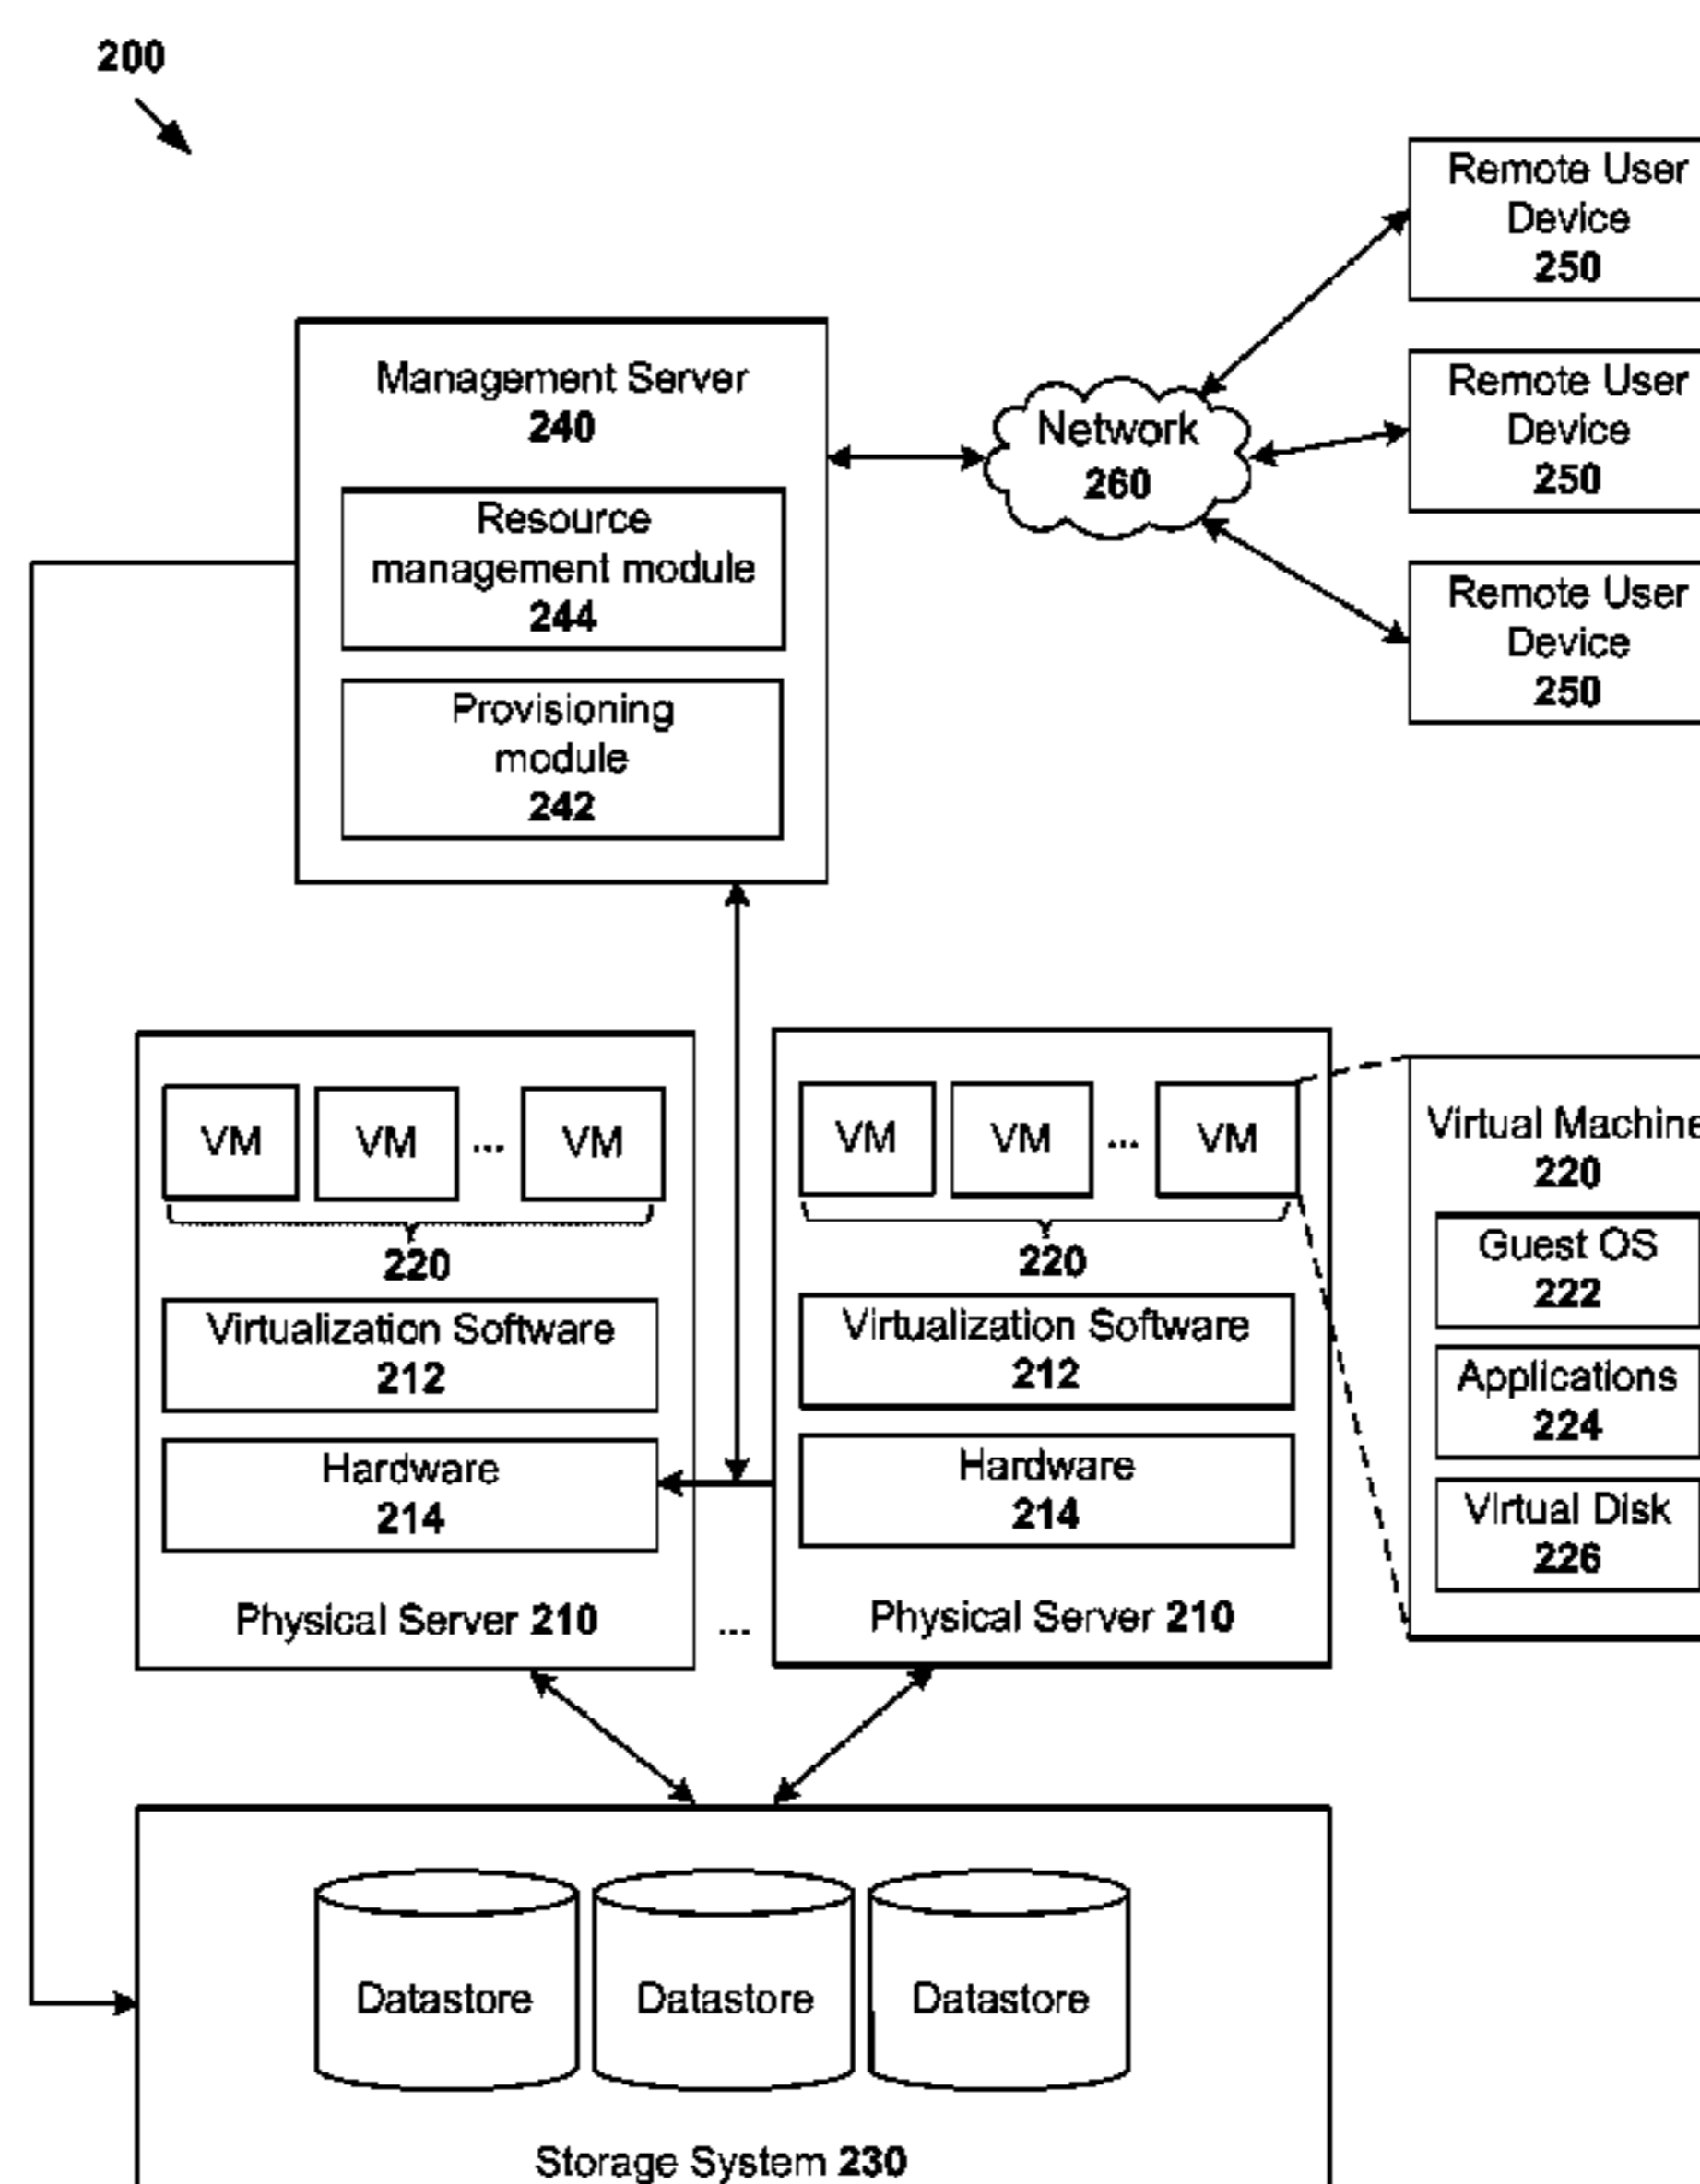 200
Remote User
Device
250
Remote User
Device
250
Remote User
Device
250
Management Server
240
Resource
management module
244
Provisioning
module
242
Network
260
VM VM ... VM
220
Virtualization Software
212
Hardware
214
Physical Server 210
...
VM VM ... VM
220
Virtualization Software
212
Hardware
214
Physical Server 210
Virtual Machine
220
Guest OS
222
Applications
224
Virtual Disk
226
Datastore Datastore Datastore
Storage System 230